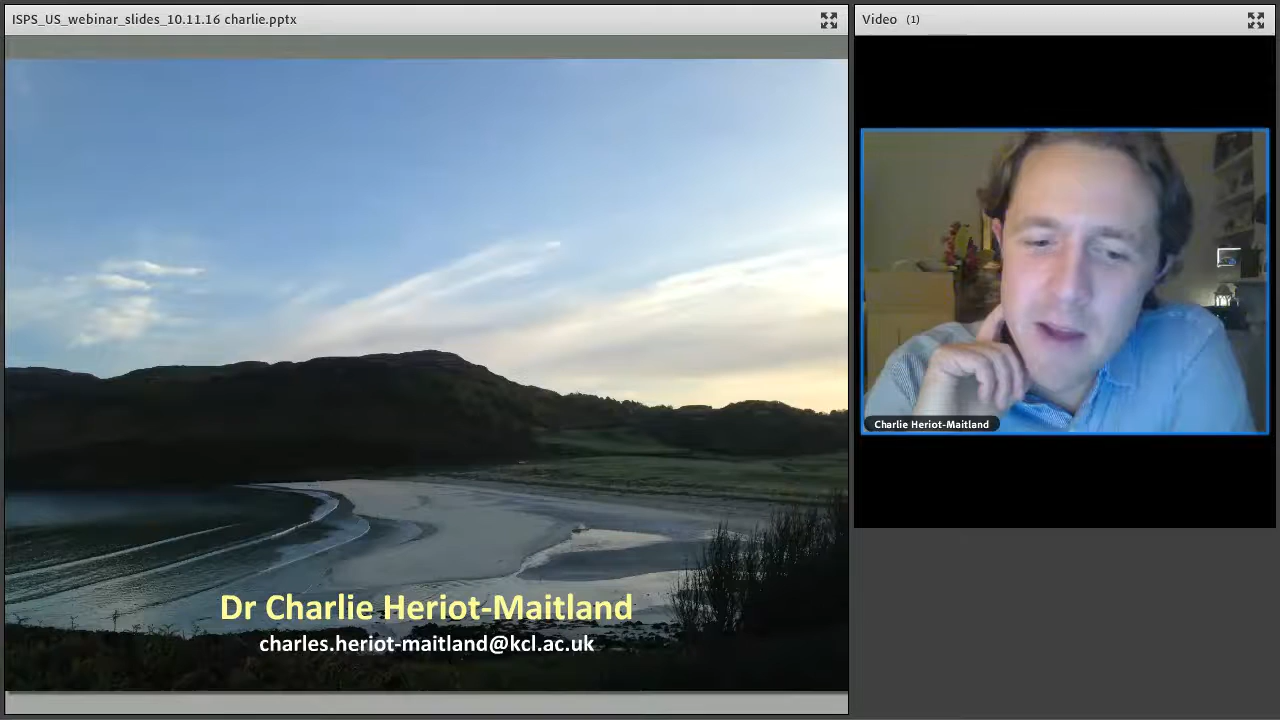 ISPS_US_webinar_slides_10.11.16 charlie.pptx
Video (1)
Charlie Heriot-Maitland
Dr Charlie Heriot-Maitland
charles.heriot-maitland@kcl.ac.uk